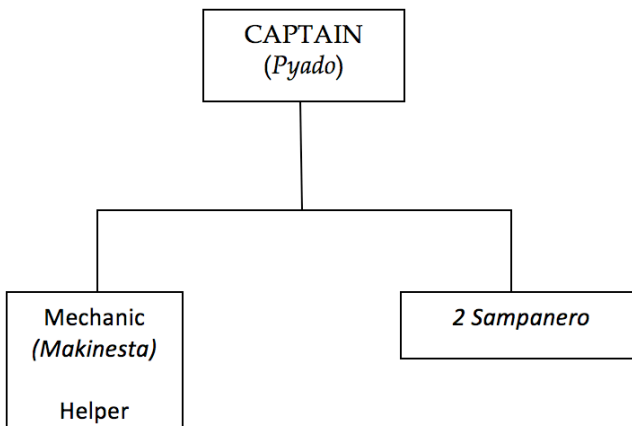 CAPTAIN
(Pyado)
Mechanic
(Makinesta)
Helper
2 Sampanero